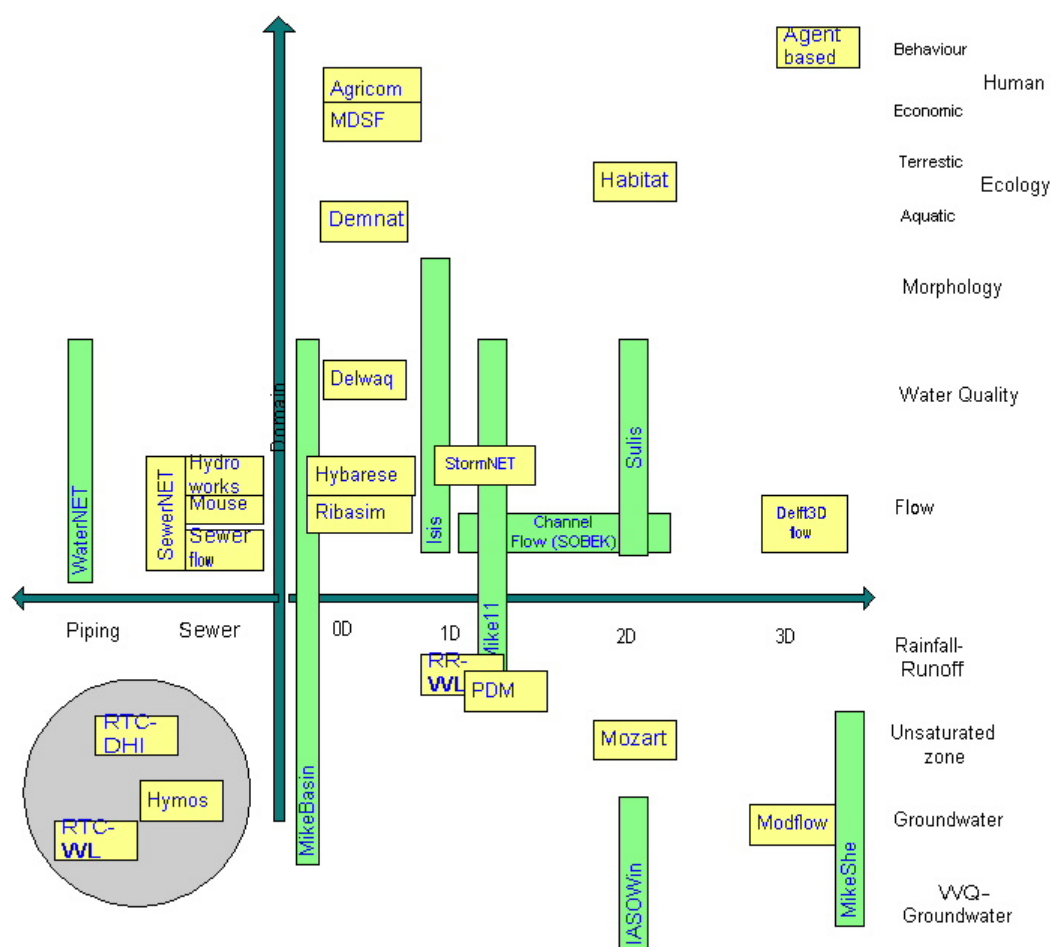 Agent
based
Behaviour
Human
Agricom
MDSF
Economic
Terrestic
Habitat
Ecology
Demnat
Aquatic
Morphology
Domain
Delwaq
Water Quality
Sulis
StormNET
WaterNET
SewerNET
Hydro
works
Mouse
Sewer
flow
Hybarese
Ribasim
Isis
Channel
Flow (SOBEK)
Delft3D
flow
Flow
Piping
Sewer
0D
1D
2D
3D
Mike11
Rainfall-
Runoff
RR-
WL
PDM
RTC-
DHI
Hymos
RTC-
WL
MikeBasin
Mozart
Unsaturated
zone
Modflow
Groundwater
IASOWin
MikeShe
WQ-
Groundwater